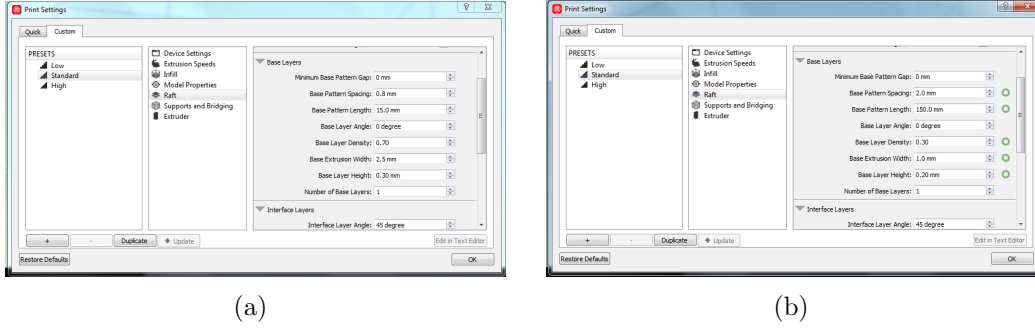 Print Settings
Quick Custom
PRESETS
Low
Standard
High
Device Settings
Extrusion Speeds
Infill
Model Properties
Raft
Supports and Bridging
Extruder
Base Layers
Minimum Base Pattern Gap: 0 mm
Base Pattern Spacing: 0.8 mm
Base Pattern Length: 15.0 mm
Base Layer Angle: 0 degree
Base Layer Density: 0.70
Base Extrusion Width: 2.5 mm
Base Layer Height: 0.30 mm
Number of Base Layers: 1
Interface Layers
Interface Layer Angle: 45 degree
+ - Duplicate Update
Edit in Text Editor
Restore Defaults
OK
(a)
Print Settings
Quick Custom
PRESETS
Low
Standard
High
Device Settings
Extrusion Speeds
Infill
Model Properties
Raft
Supports and Bridging
Extruder
Base Layers
Minimum Base Pattern Gap: 0 mm
Base Pattern Spacing: 2.0 mm
Base Pattern Length: 150.0 mm
Base Layer Angle: 0 degree
Base Layer Density: 0.30
Base Extrusion Width: 1.0 mm
Base Layer Height: 0.20 mm
Number of Base Layers: 1
Interface Layers
Interface Layer Angle: 45 degree
+ - Duplicate Update
Edit in Text Editor
Restore Defaults
OK
(b)